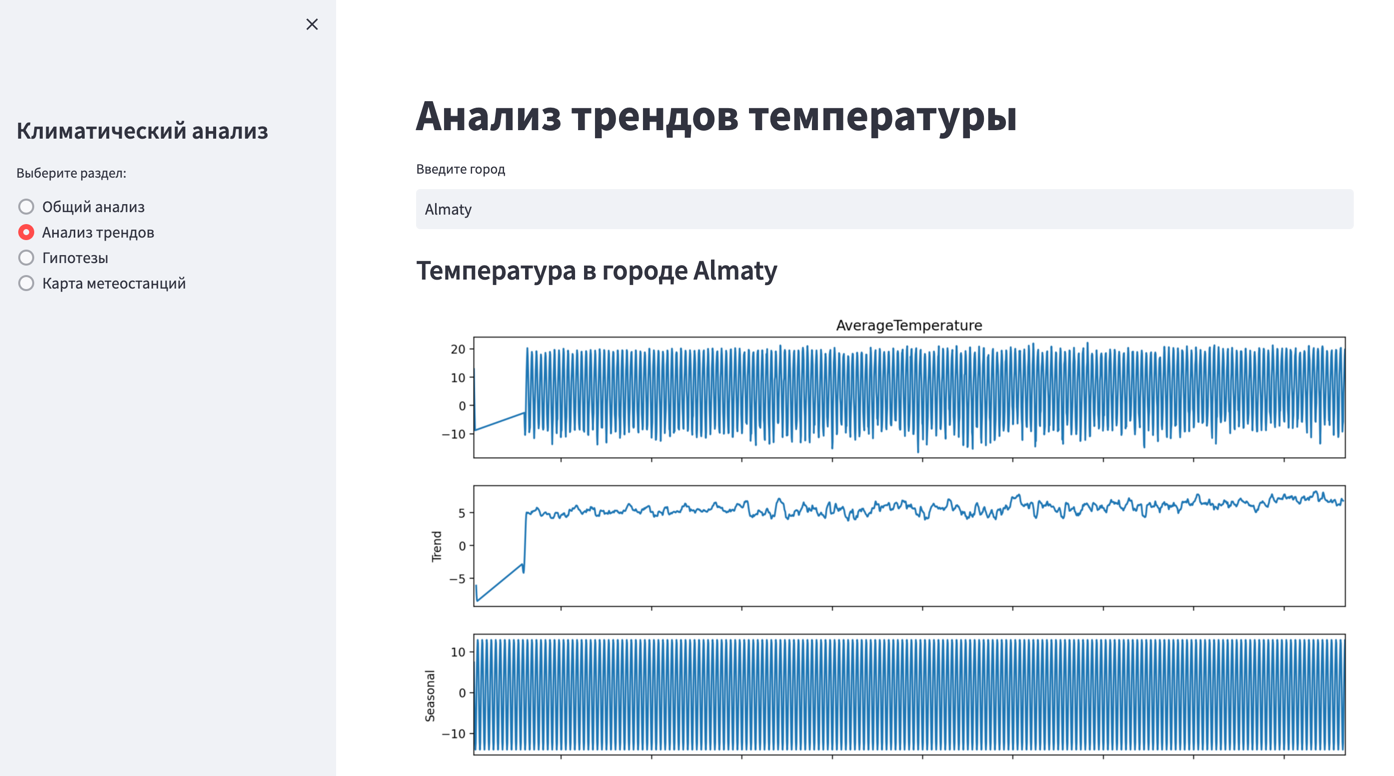 Климатический анализ
Выберите раздел:
Общий анализ
Анализ трендов
Гипотезы
Карта метеостанций
Анализ трендов температуры
Введите город
Almaty
Температура в городе Almaty
AverageTemperature
20
10
0
−10
Trend
5
0
−5
Seasonal
10
0
−10